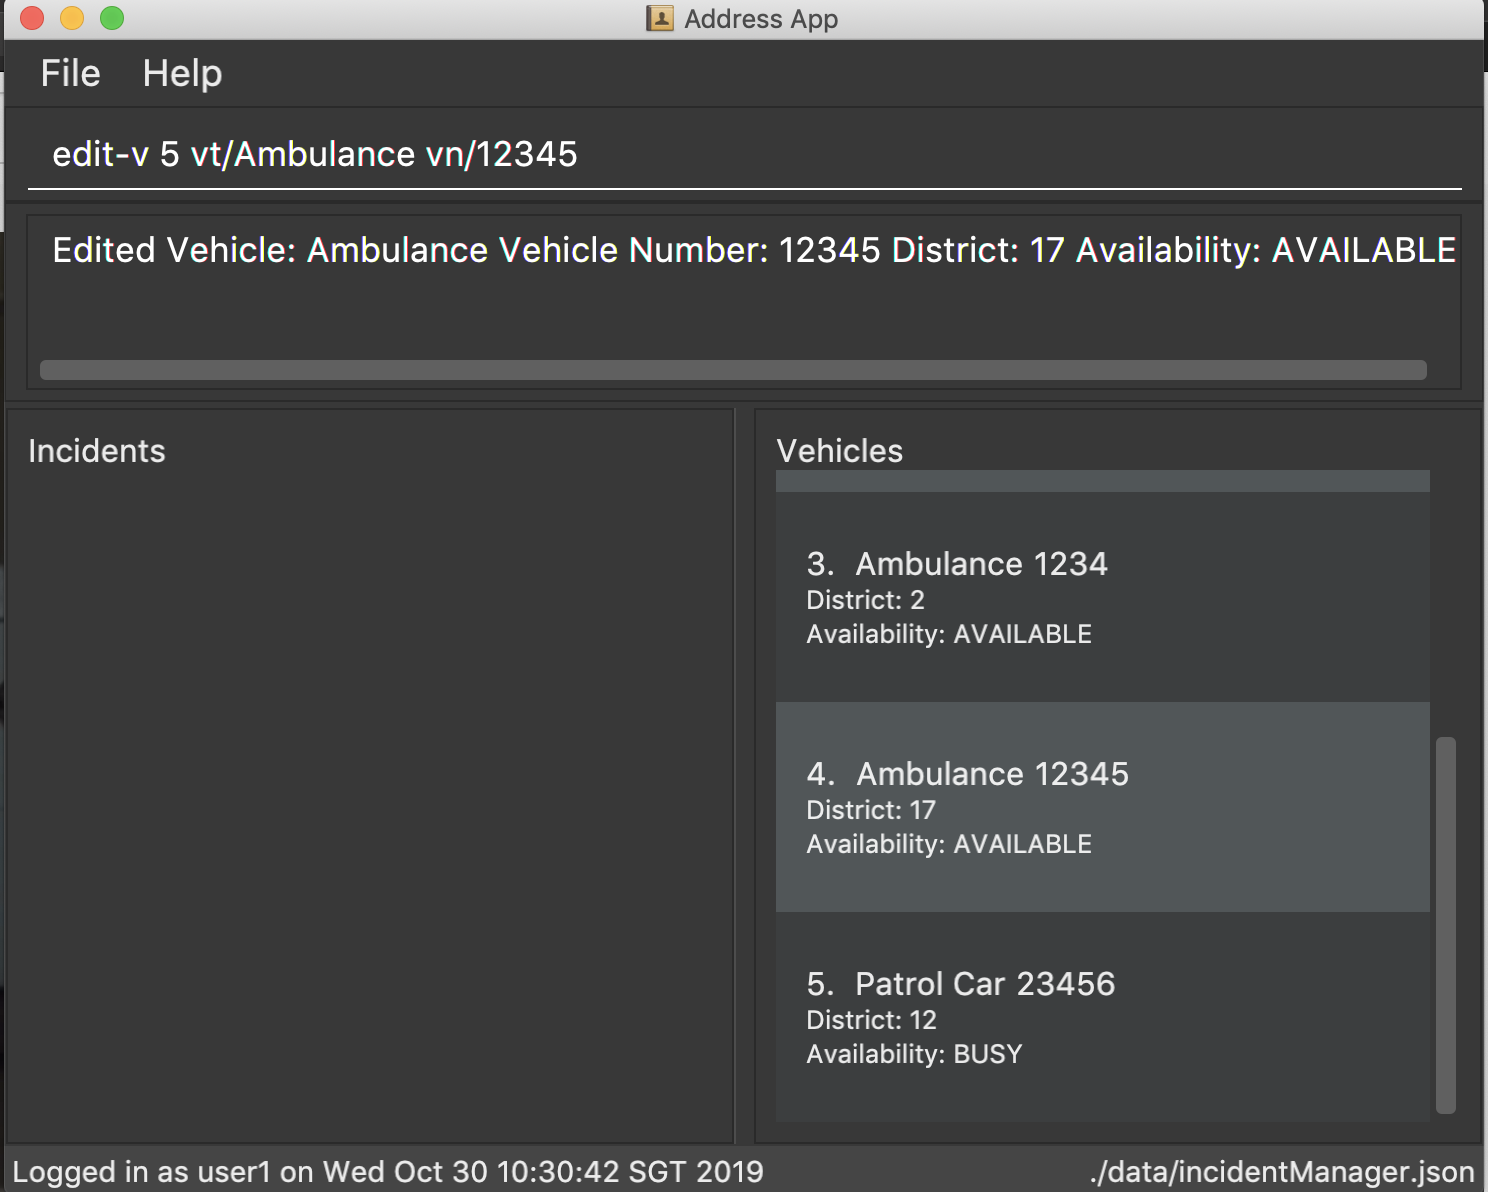 Address App
File Help
edit-v 5 vt/Ambulance vn/12345
Edited Vehicle: Ambulance Vehicle Number: 12345 District: 17 Availability: AVAILABLE
Incidents
Vehicles
3. Ambulance 1234
District: 2
Availability: AVAILABLE
4. Ambulance 12345
District: 17
Availability: AVAILABLE
5. Patrol Car 23456
District: 12
Availability: BUSY
Logged in as user1 on Wed Oct 30 10:30:42 SGT 2019
./data/incidentManager.json